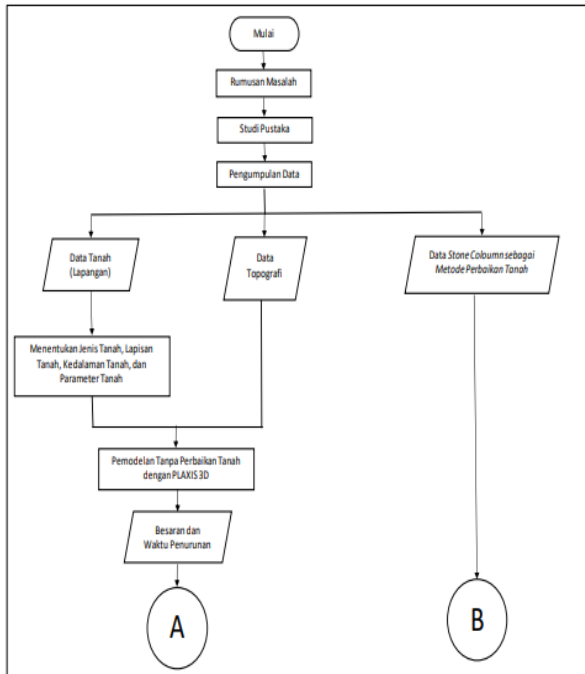 Mulai
Rumusan Masalah
Studi Pustaka
Pengumpulan Data
Data Tanah
(Lapangan)
Data
Topografi
Data Stone Coloumn sebagai
Metode Perbaikan Tanah
Menentukan Jenis Tanah, Lapisan
Tanah, Kedalaman Tanah, dan
Parameter Tanah
Pemodelan Tanpa Perbaikan Tanah
dengan PLAXIS 3D
Besaran dan
Waktu Penurunan
A
B